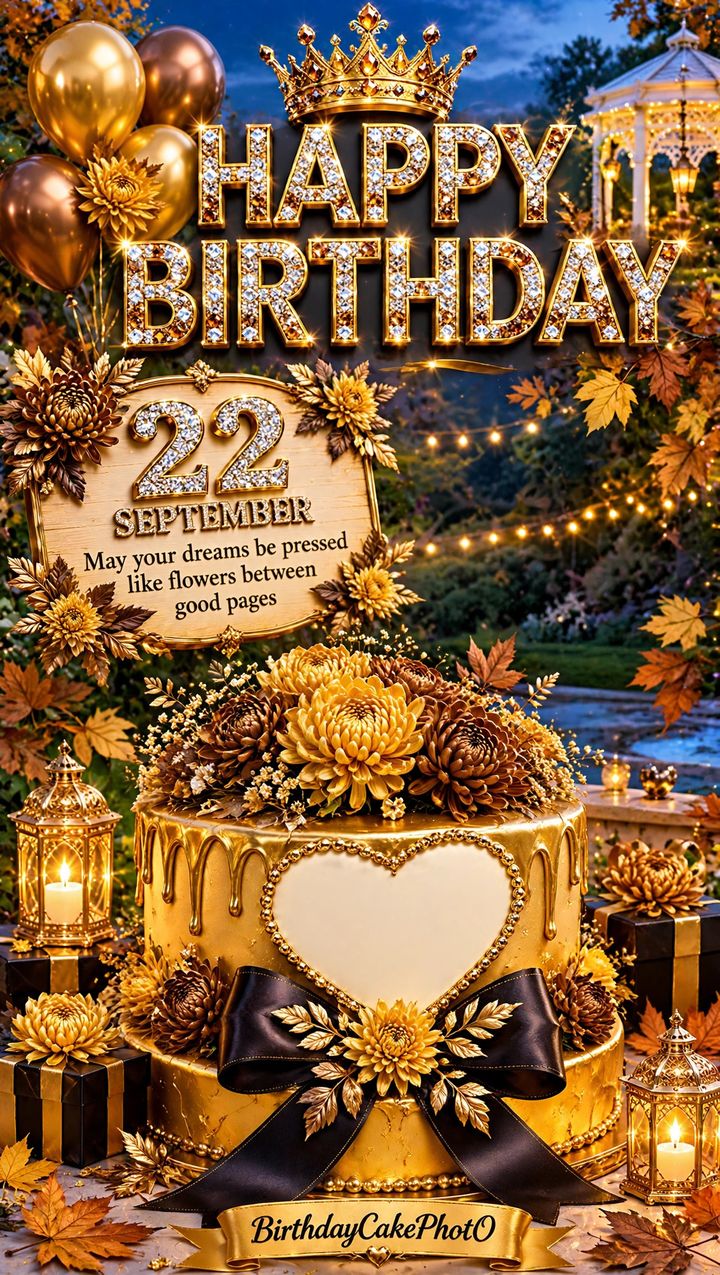 HAPPY
BIRTHDAY
22
SEPTEMBER
May your dreams be pressed
like flowers between
good pages
BirthdayCakePhotO